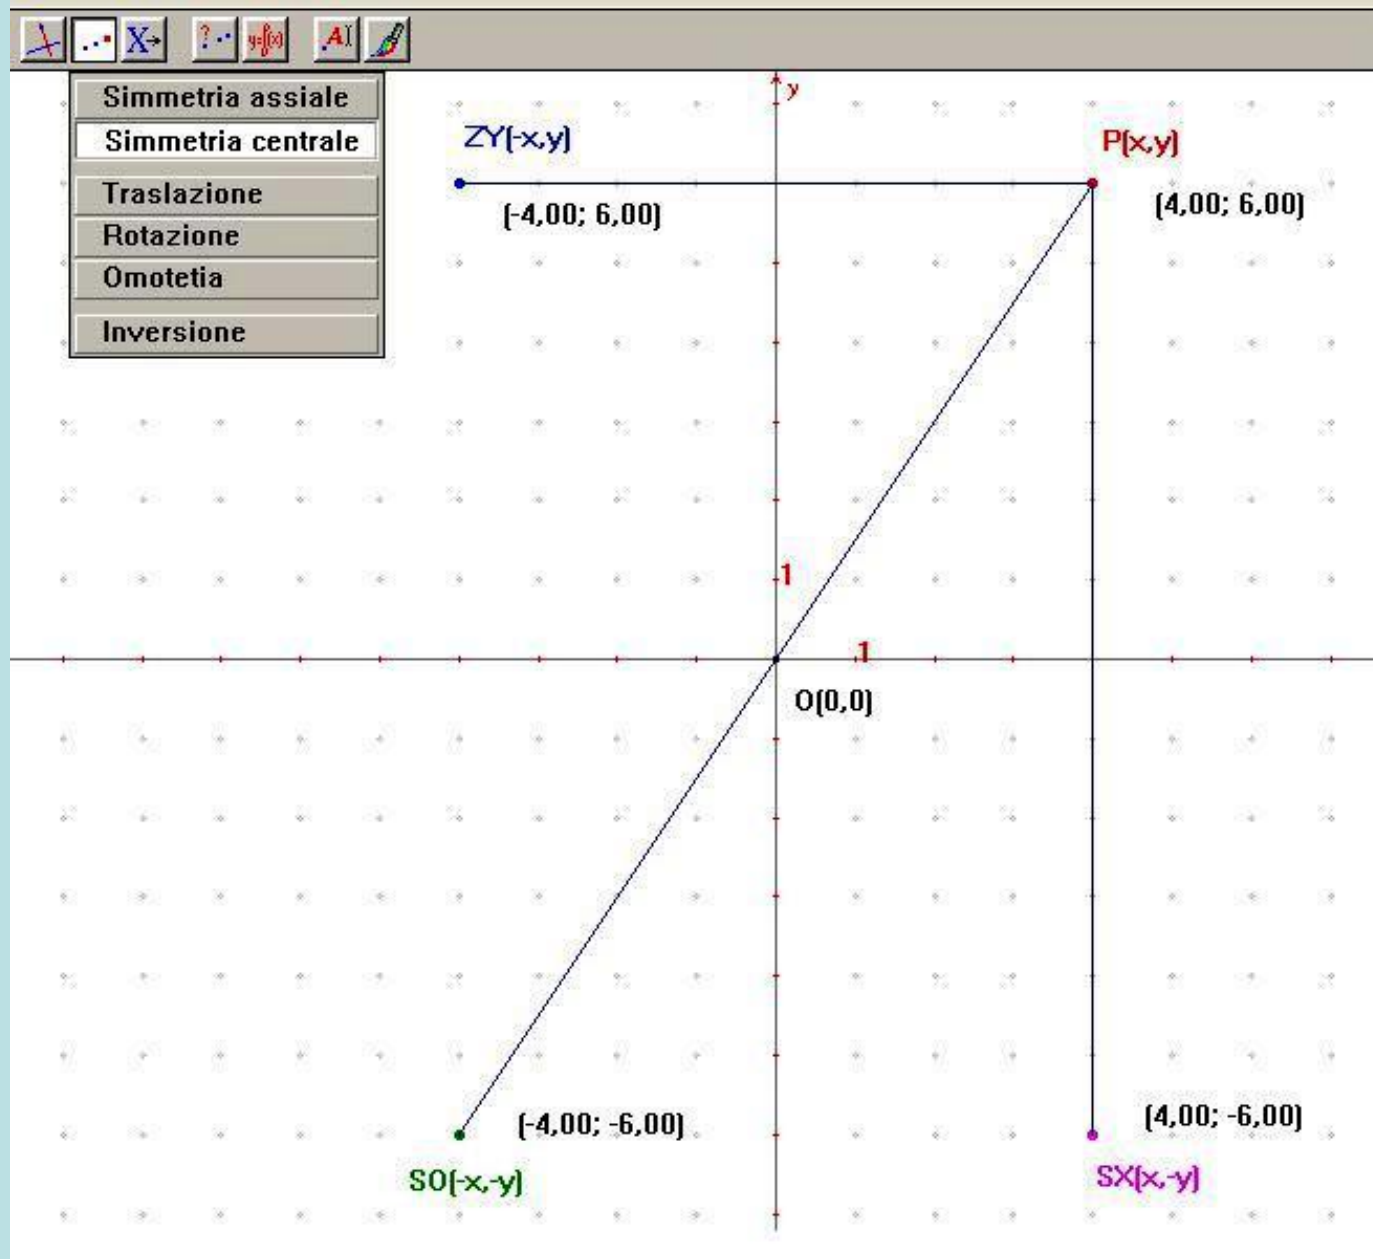 X
?
y=f(x)
A
Simmetria assiale
Simmetria centrale
Traslazione
Rotazione
Omotetia
Inversione
y
ZY(-x,y)
P(x,y)
(-4,00; 6,00)
(4,00; 6,00)
1
1
O(0,0)
(-4,00; -6,00)
(4,00; -6,00)
SO(-x,-y)
SX(x,-y)